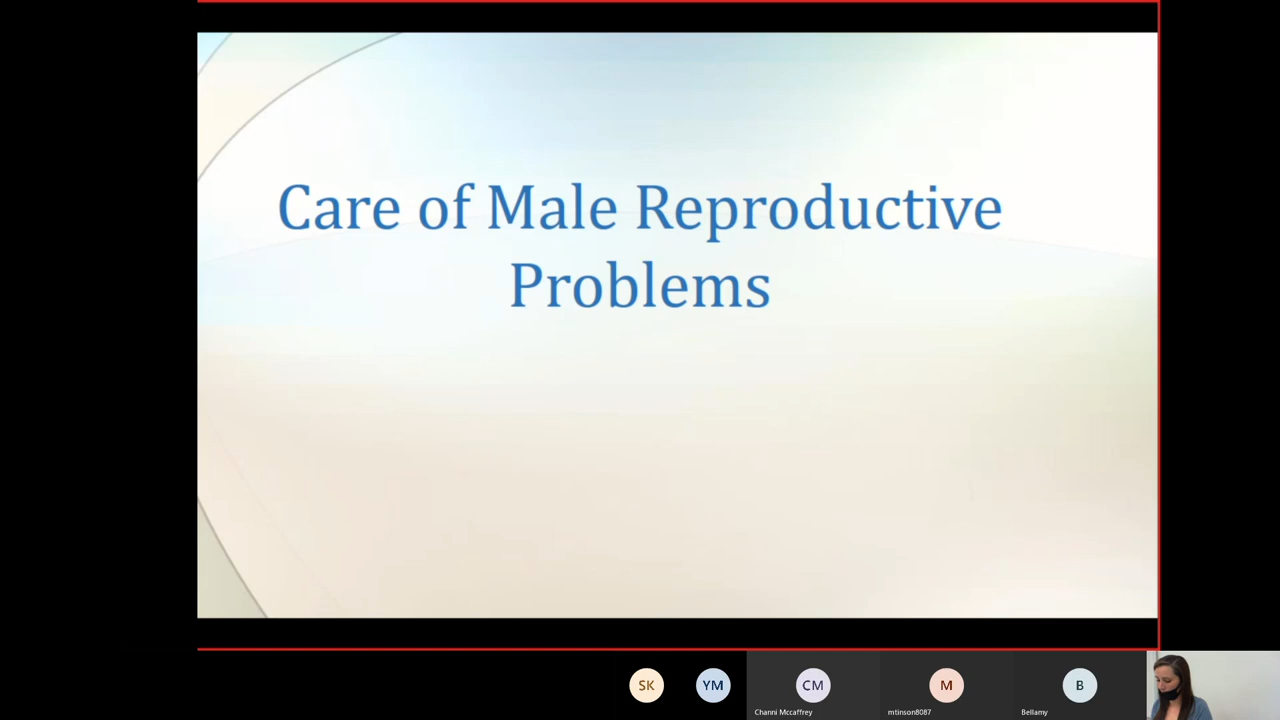 Care of Male Reproductive
Problems
SK
YM
CM
M
B
Channi Mccaffrey
mtinson8087
Bellamy